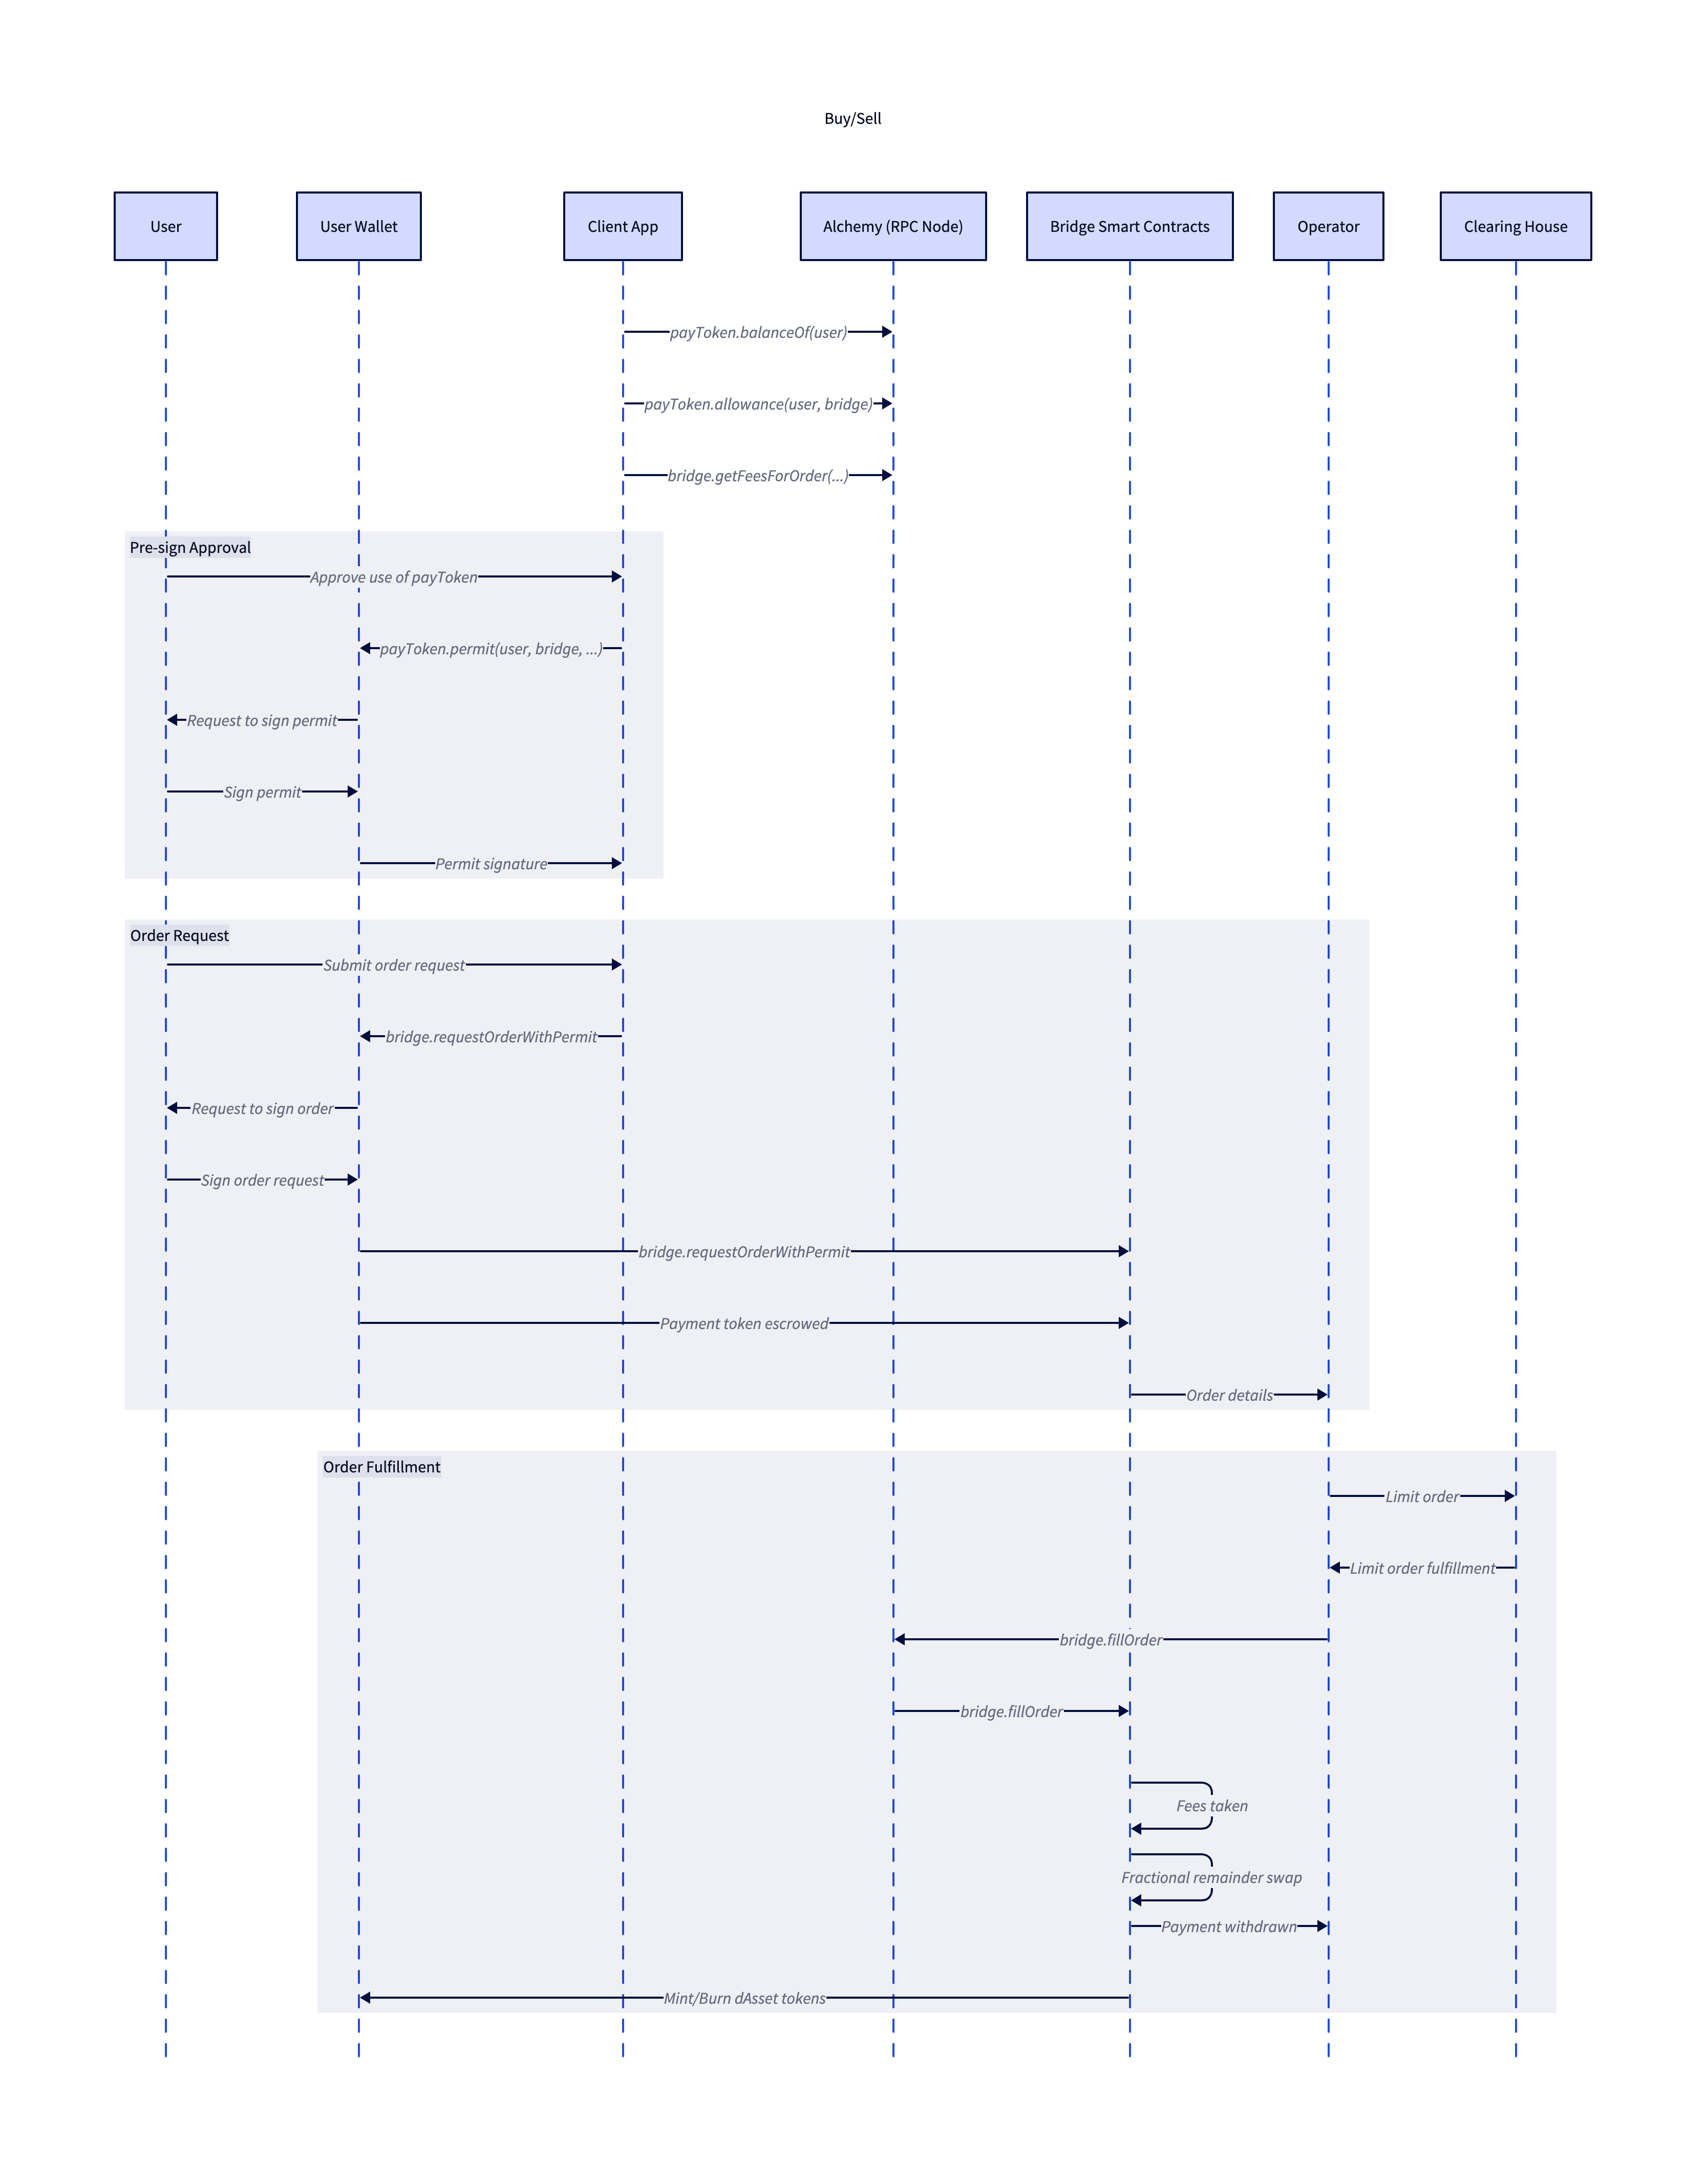 Buy/Sell
User
User Wallet
Client App
Alchemy (RPC Node)
Bridge Smart Contracts
Operator
Clearing House
payToken.balanceOf(user)
payToken.allowance(user, bridge)
bridge.getFeesForOrder(...)
Pre-sign Approval
Approve use of payToken
payToken.permit(user, bridge, ...)
Request to sign permit
Sign permit
Permit signature
Order Request
Submit order request
bridge.requestOrderWithPermit
Request to sign order
Sign order request
bridge.requestOrderWithPermit
Payment token escrowed
Order details
Order Fulfillment
Limit order
Limit order fulfillment
bridge.fillOrder
bridge.fillOrder
Fees taken
Fractional remainder swap
Payment withdrawn
Mint/Burn dAsset tokens